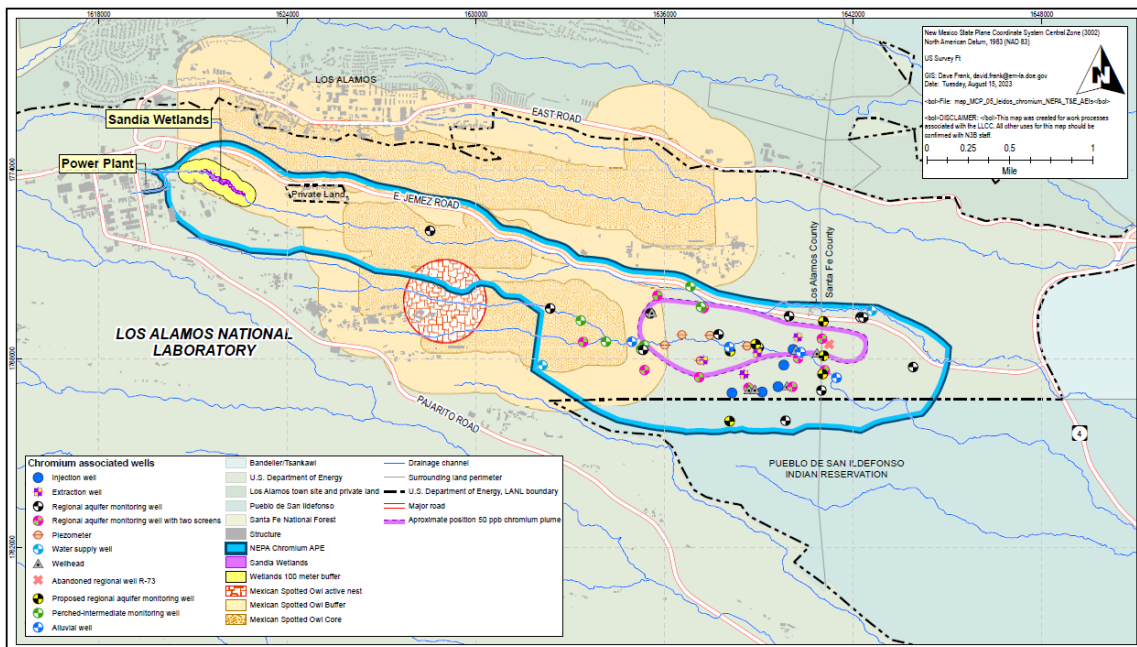 1618000
1624000
1630000
1636000
1642000
1648000
New Mexico State Plane Coordinate System Central Zone (3002)
North American Datum, 1983 (NAD 83)
US Survey Ft
GIS: Dave Frank, david.frank@em-la.doe.gov
Date: Tuesday, August 15, 2023
<bol>File: map_MCP_05_leidos_chromium_NEPA_T&E_AEIs</bol>
<bol>DISCLAIMER: </bol>This map was created for work processes
associated with the LLCC. All other uses for this map should be
confirmed with N3B staff.
N
0 0.25 0.5 1
Mile
LOS ALAMOS
EAST ROAD
Sandia Wetlands
Power Plant
1774000
Private Land
E. JEMEZ ROAD
Los Alamos County
Santa Fe County
LOS ALAMOS NATIONAL
LABORATORY
1768000
PAJARITO ROAD
4
PUEBLO DE SAN ILDEFONSO
INDIAN RESERVATION
1762000
Chromium associated wells
Injection well
Extraction well
Regional aquifer monitoring well
Regional aquifer monitoring well with two screens
Piezometer
Water supply well
Wellhead
Abandoned regional well R-73
Proposed regional aquifer monitoring well
Perched-intermediate monitoring well
Alluvial well
Bandelier/Tsankawi
U.S. Department of Energy
Los Alamos town site and private land
Pueblo de San Ildefonso
Santa Fe National Forest
Structure
NEPA Chromium APE
Sandia Wetlands
Wetlands 100 meter buffer
Mexican Spotted Owl active nest
Mexican Spotted Owl Buffer
Mexican Spotted Owl Core
Drainage channel
Surrounding land perimeter
U.S. Department of Energy, LANL boundary
Major road
Aproximate position 50 ppb chromium plume